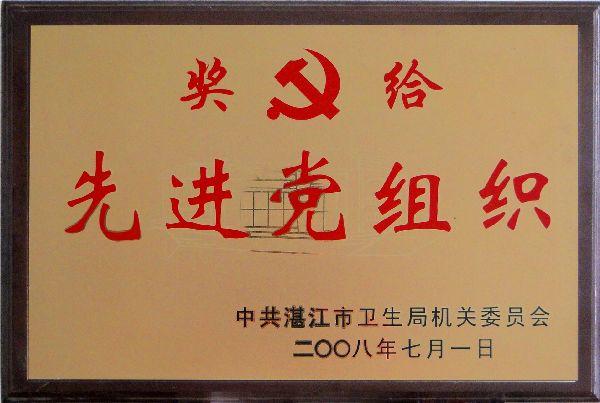 奖给
先进党组织
中共湛江市卫生局机关委员会
二〇〇八年七月一日